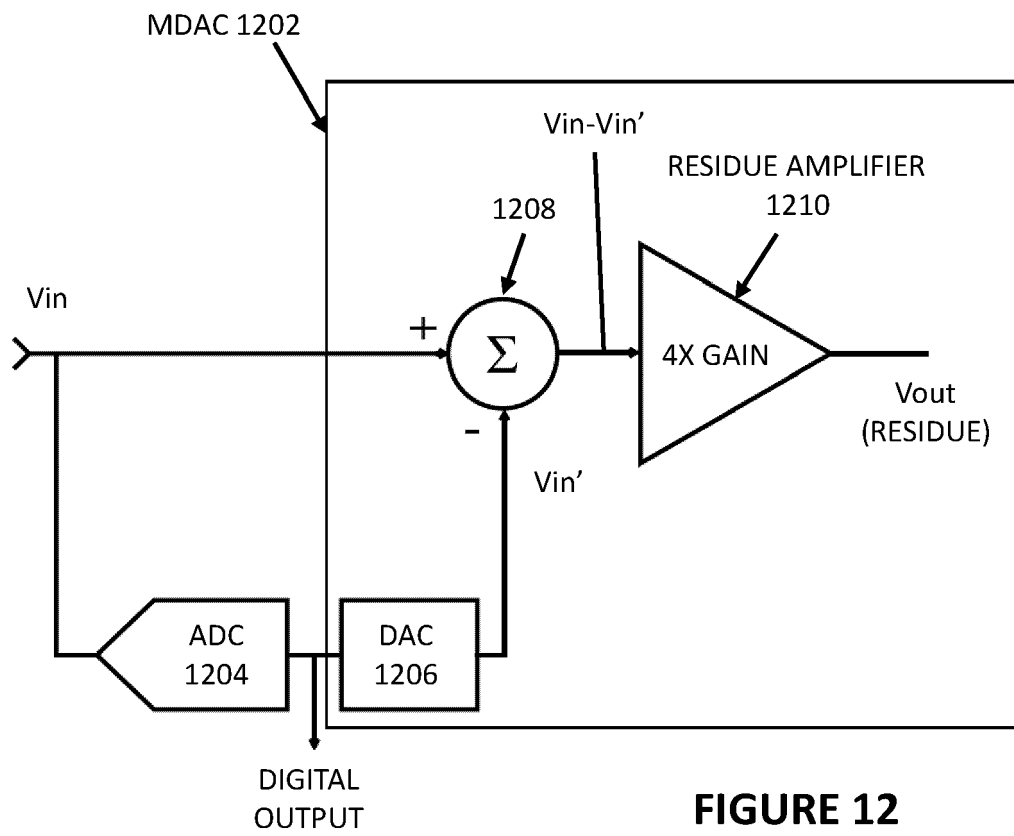 MDAC 1202
Vin-Vin’
RESIDUE AMPLIFIER
1210
1208
Vin
+
Σ
4X GAIN
-
Vout
(RESIDUE)
Vin’
ADC
1204
DAC
1206
DIGITAL
OUTPUT
FIGURE 12